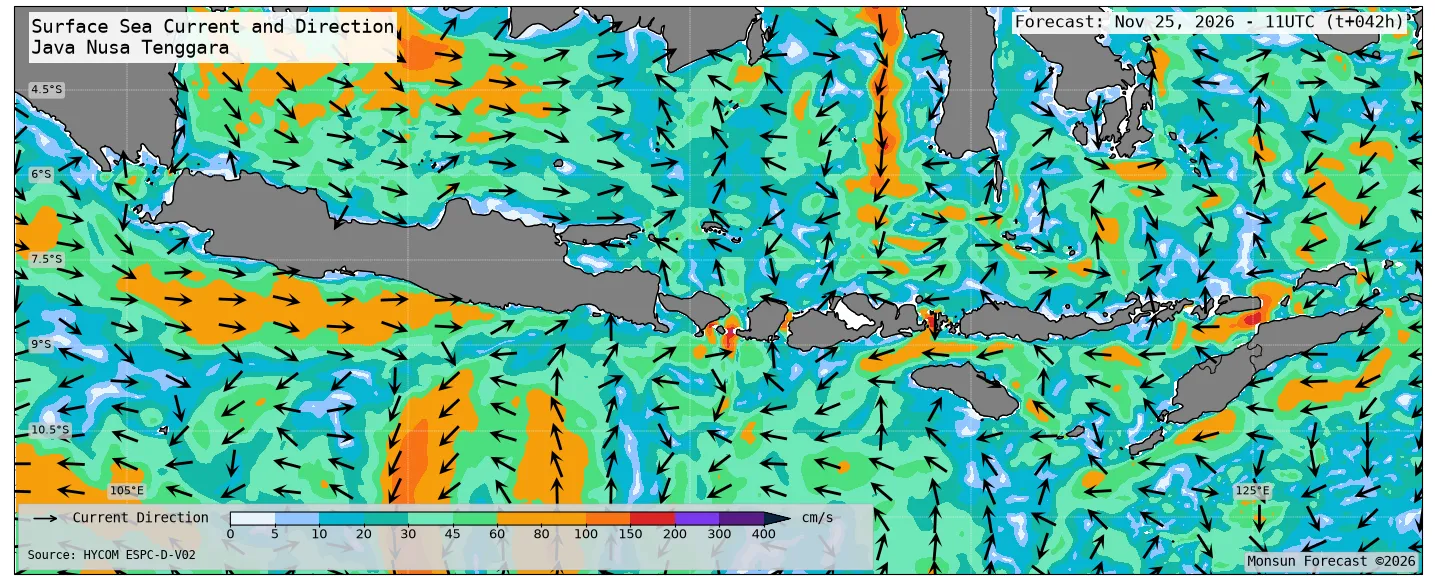 Surface Sea Current and Direction
Java Nusa Tenggara
Forecast: Nov 25, 2026 - 11UTC (t+042h)
4.5°S
6°S
7.5°S
9°S
10.5°S
105°E
125°E
Current Direction
0 5 10 20 30 45 60 80 100 150 200 300 400 cm/s
Source: HYCOM ESPC-D-V02
Monsun Forecast ©2026